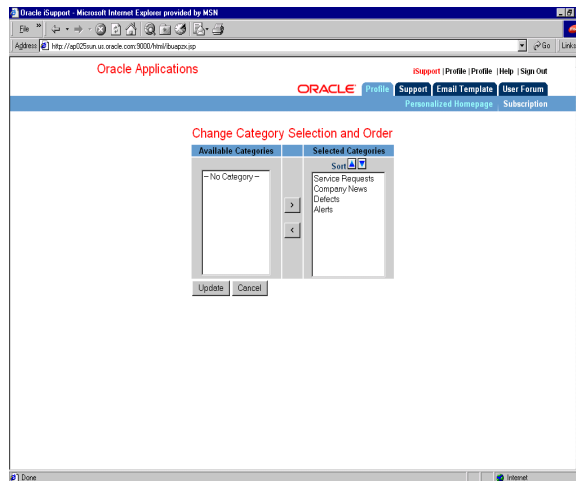 Oracle iSupport - Microsoft Internet Explorer provided by MSN
File »
Address http://ap025sun.us.oracle.com:9000/html/ibuapzx.jsp Go Links
Oracle Applications
iSupport | Profile | Profile | Help | Sign Out
ORACLE Profile Support Email Template User Forum
Personalized Homepage Subscription
Change Category Selection and Order
Available Categories Selected Categories
Sort
-- No Category --
Service Requests
Company News
Defects
Alerts
>
<
Update Cancel
Done Internet